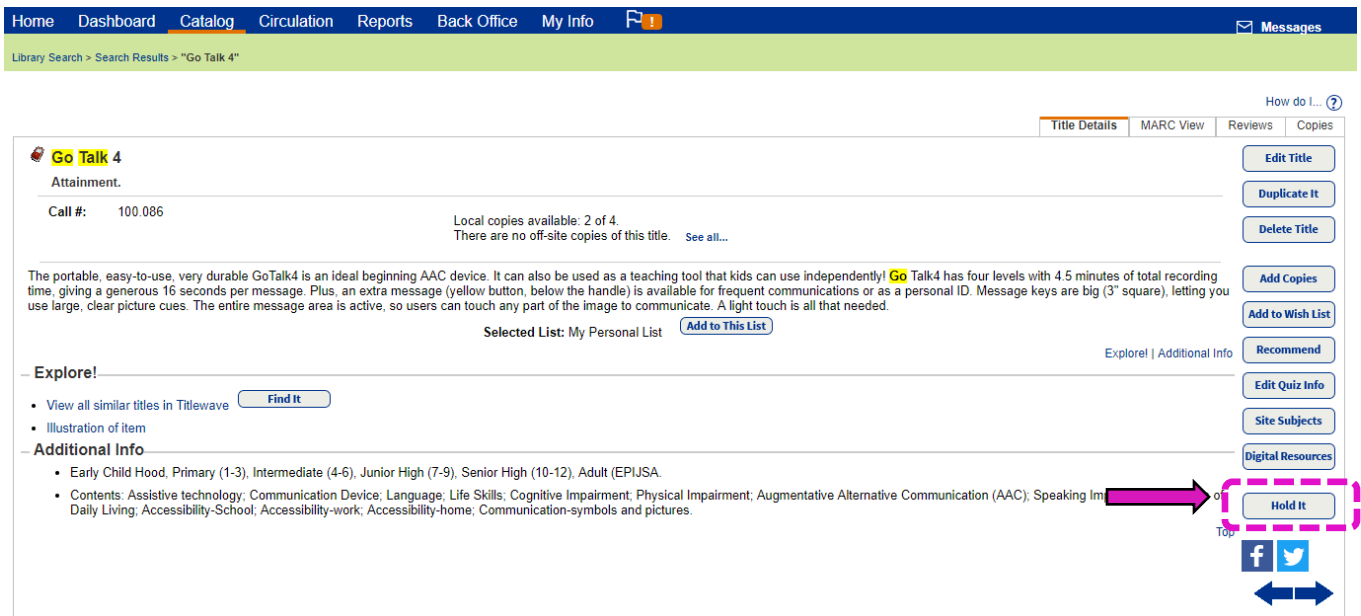 Home Dashboard Catalog Circulation Reports Back Office My Info !
Messages
Library Search > Search Results > "Go Talk 4"
How do I... ?
Title Details MARC View Reviews Copies
Go Talk 4
Attainment.
Call #: 100.086
Local copies available: 2 of 4.
There are no off-site copies of this title. See all...
Edit Title
Duplicate It
Delete Title
The portable, easy-to-use, very durable GoTalk4 is an ideal beginning AAC device. It can also be used as a teaching tool that kids can use independently! Go Talk4 has four levels with 4.5 minutes of total recording
time, giving a generous 16 seconds per message. Plus, an extra message (yellow button, below the handle) is available for frequent communications or as a personal ID. Message keys are big (3" square), letting you
use large, clear picture cues. The entire message area is active, so users can touch any part of the image to communicate. A light touch is all that needed.
Selected List: My Personal List Add to This List
Explore! | Additional Info
Add Copies
Add to Wish List
Recommend
Edit Quiz Info
Site Subjects
Digital Resources
Explore!
View all similar titles in Titlewave Find It
Illustration of item
Additional Info
Early Child Hood, Primary (1-3), Intermediate (4-6), Junior High (7-9), Senior High (10-12), Adult (EPIJSA.
Contents: Assistive technology; Communication Device; Language; Life Skills; Cognitive Impairment; Physical Impairment; Augmentative Alternative Communication (AAC); Speaking
Daily Living; Accessibility-School; Accessibility-work; Accessibility-home; Communication-symbols and pictures.
Hold It
Top